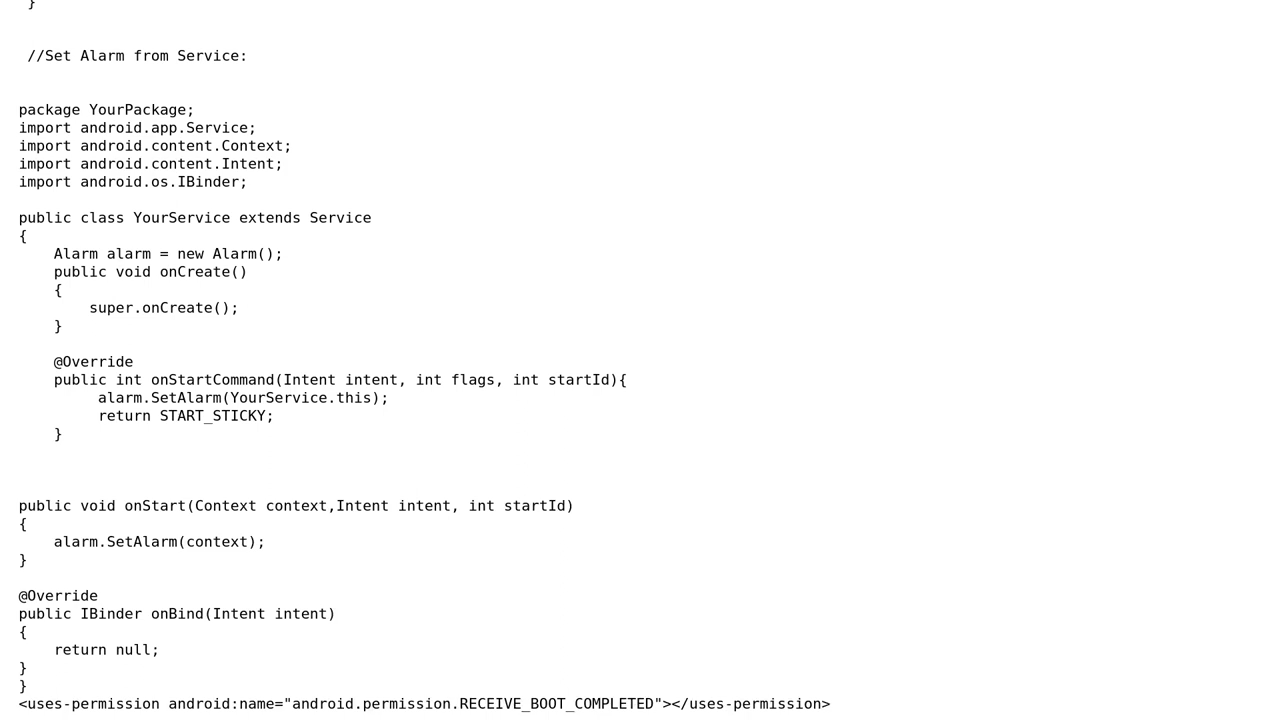 }
//Set Alarm from Service:
package YourPackage;
import android.app.Service;
import android.content.Context;
import android.content.Intent;
import android.os.IBinder;
public class YourService extends Service
{
    Alarm alarm = new Alarm();
    public void onCreate()
    {
        super.onCreate();
    }
    @Override
    public int onStartCommand(Intent intent, int flags, int startId){
         alarm.SetAlarm(YourService.this);
         return START_STICKY;
    }
public void onStart(Context context,Intent intent, int startId)
{
    alarm.SetAlarm(context);
}
@Override
public IBinder onBind(Intent intent)
{
    return null;
}
}
<uses-permission android:name="android.permission.RECEIVE_BOOT_COMPLETED"></uses-permission>